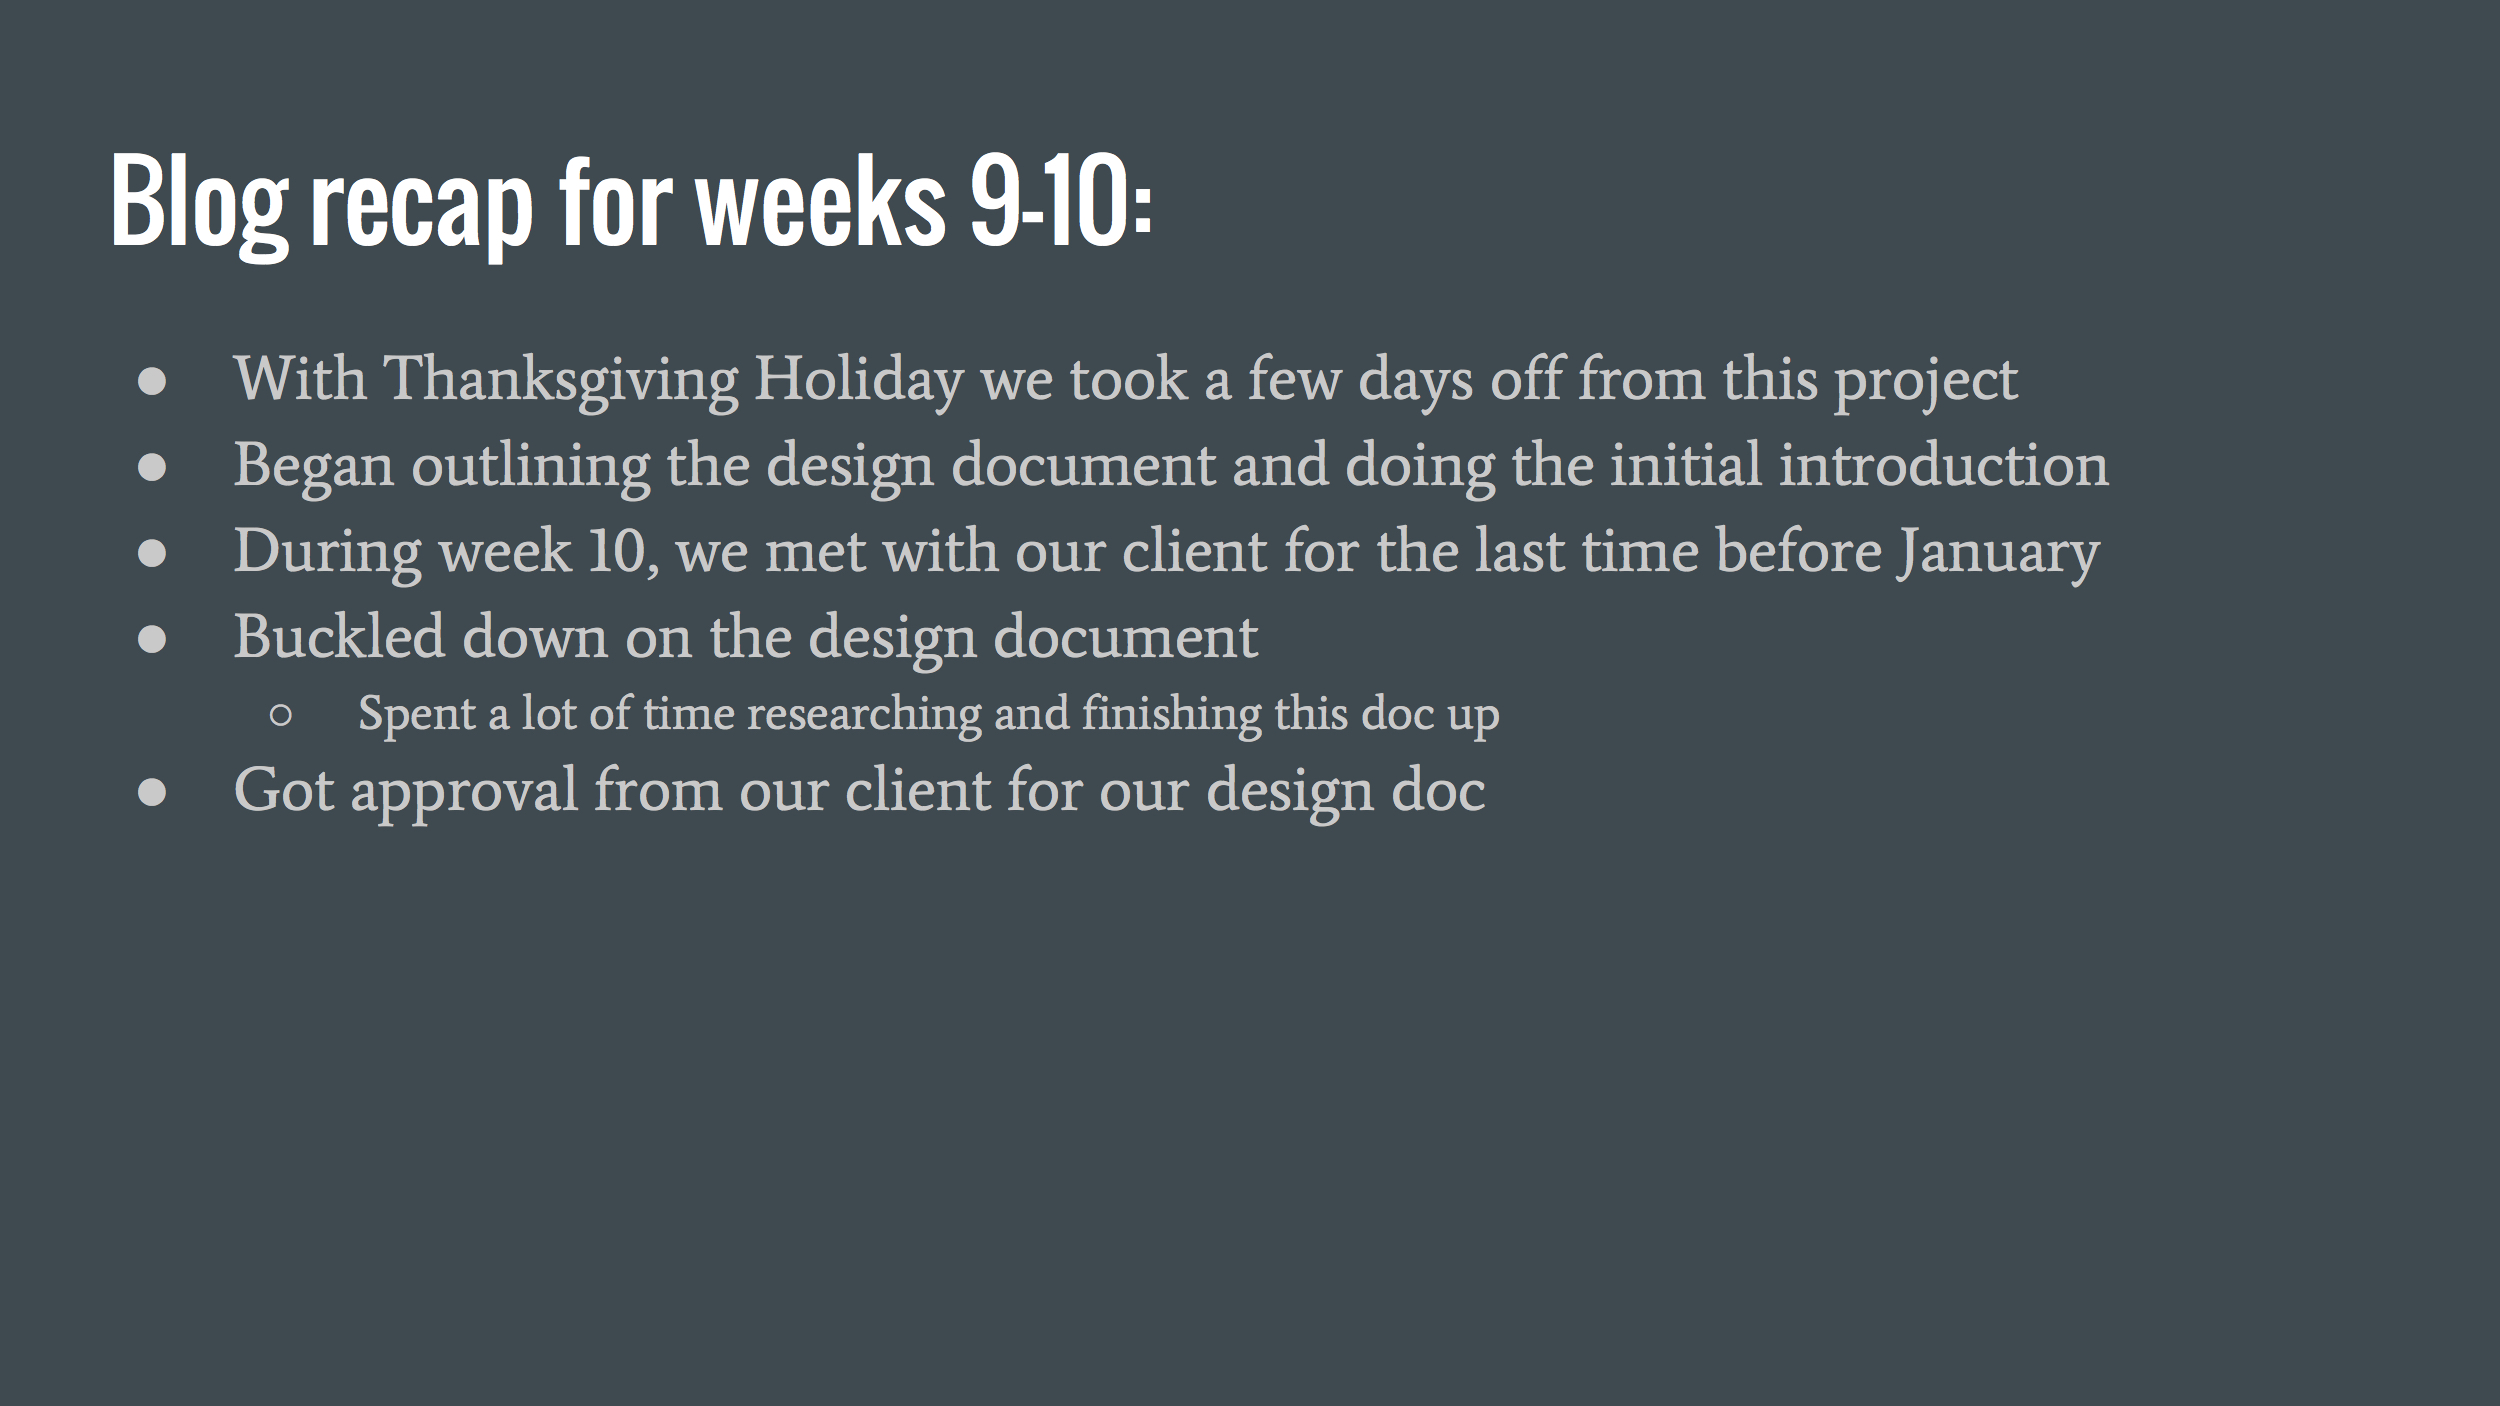 Blog recap for weeks 9-10:
● With Thanksgiving Holiday we took a few days off from this project
● Began outlining the design document and doing the initial introduction
● During week 10, we met with our client for the last time before January
● Buckled down on the design document
○ Spent a lot of time researching and finishing this doc up
● Got approval from our client for our design doc